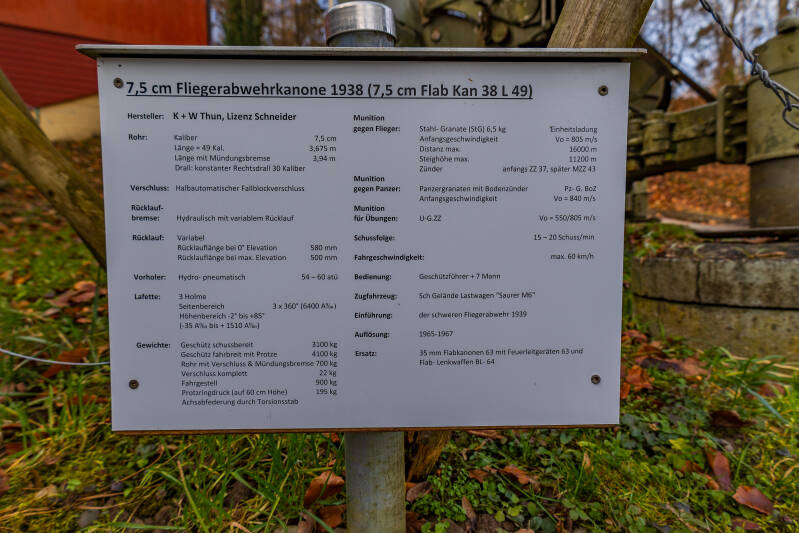 7,5 cm Fliegerabwehrkanone 1938 (7,5 cm Flab Kan 38 L 49)
Hersteller: K + W Thun, Lizenz Schneider
Rohr: Kaliber 7,5 cm
Länge = 49 Kal. 3,675 m
Länge mit Mündungsbremse 3,94 m
Drall: konstanter Rechtsdrall 30 Kaliber
Verschluss: Halbautomatischer Fallblockverschluss
Rücklauf-
bremse: Hydraulisch mit variablem Rücklauf
Rücklauf: Variabel
Rücklauflänge bei 0° Elevation 580 mm
Rücklauflänge bei max. Elevation 500 mm
Vorholer: Hydro- pneumatisch 54 – 60 atü
Lafette: 3 Holme
Seitenbereich 3 x 360° (6400 A‰)
Höhenbereich -2° bis +85°
(-35 A‰ bis + 1510 A‰)
Gewichte: Geschütz schussbereit 3100 kg
Geschütz fahrbreit mit Protze 4100 kg
Rohr mit Verschluss & Mündungsbremse 700 kg
Verschluss komplett 22 kg
Fahrgestell 900 kg
Protzringdruck (auf 60 cm Höhe) 195 kg
Achsabfederung durch Torsionsstab
Munition
gegen Flieger: Stahl- Granate (StG) 6,5 kg Einheitsladung
Anfangsgeschwindigkeit Vo = 805 m/s
Distanz max. 16000 m
Steighöhe max. 11200 m
Zünder anfangs ZZ 37, später MZZ 43
Munition
gegen Panzer: Panzergranaten mit Bodenzünder Pz- G. BoZ
Anfangsgeschwindigkeit Vo = 840 m/s
Munition
für Übungen: U-G.ZZ Vo = 550/805 m/s
Schussfolge: 15 – 20 Schuss/min
Fahrgeschwindigkeit: max. 60 km/h
Bedienung: Geschützführer + 7 Mann
Zugfahrzeug: Sch Gelände Lastwagen "Saurer M6"
Einführung: der schweren Fliegerabwehr 1939
Auflösung: 1965-1967
Ersatz: 35 mm Flabkanonen 63 mit Feuerleitgeräten 63 und
Flab- Lenkwaffen BL- 64